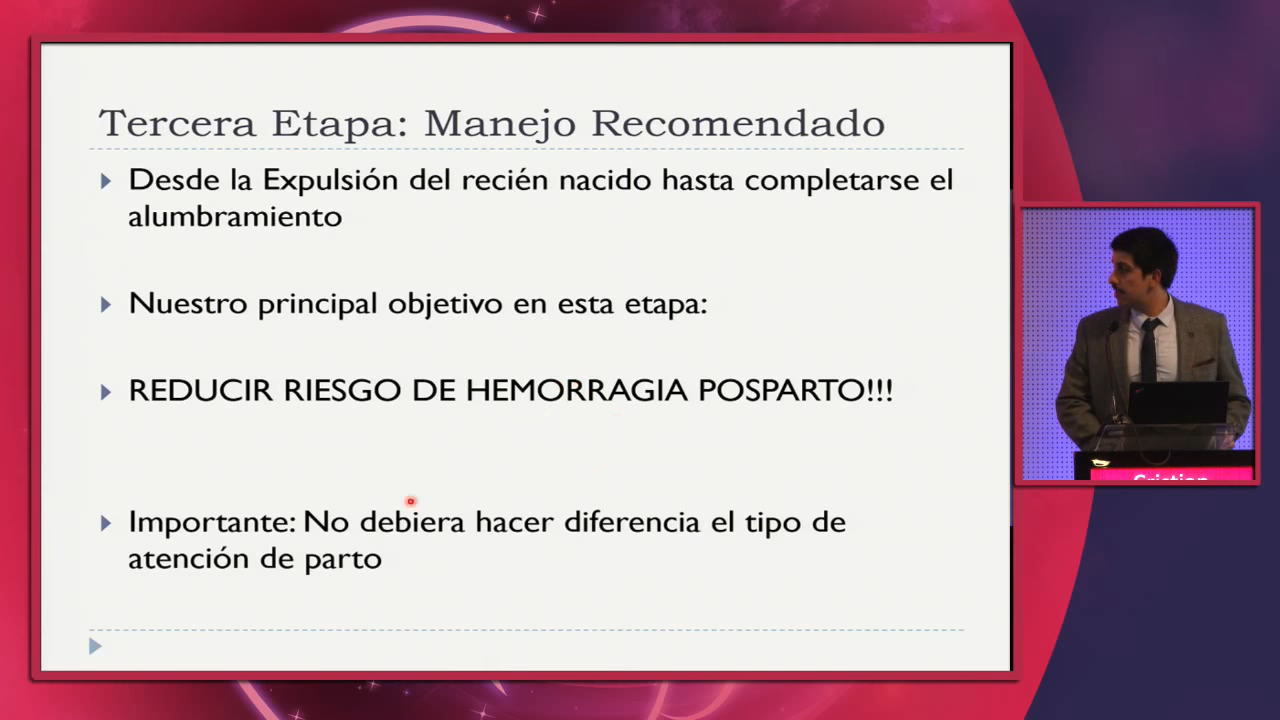 Tercera Etapa: Manejo Recomendado
Desde la Expulsión del recién nacido hasta completarse el
alumbramiento
Nuestro principal objetivo en esta etapa:
REDUCIR RIESGO DE HEMORRAGIA POSPARTO!!!
Importante: No debiera hacer diferencia el tipo de
atención de parto
Cristian